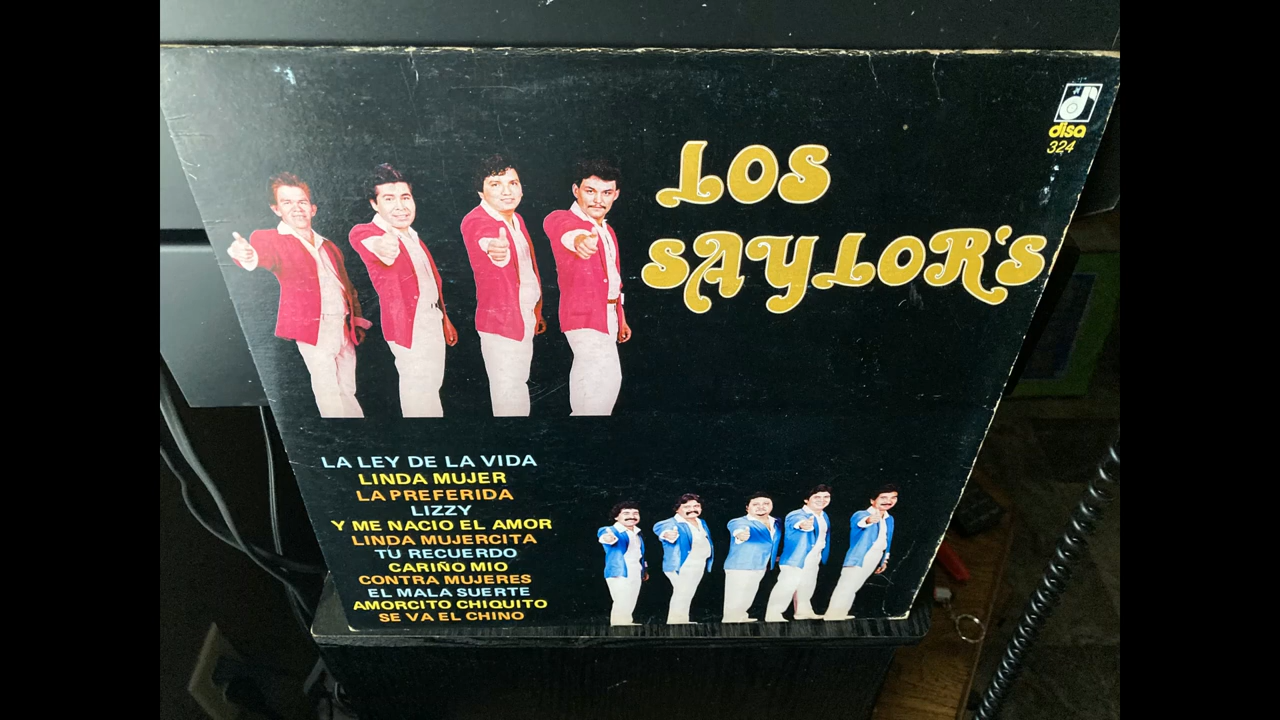 LOS
SAYLOR'S
disa
324
LA LEY DE LA VIDA
LINDA MUJER
LA PREFERIDA
LIZZY
Y ME NACIO EL AMOR
LINDA MUJERCITA
TU RECUERDO
CARIÑO MIO
CONTRA MUJERES
EL MALA SUERTE
AMORCITO CHIQUITO
SE VA EL CHINO